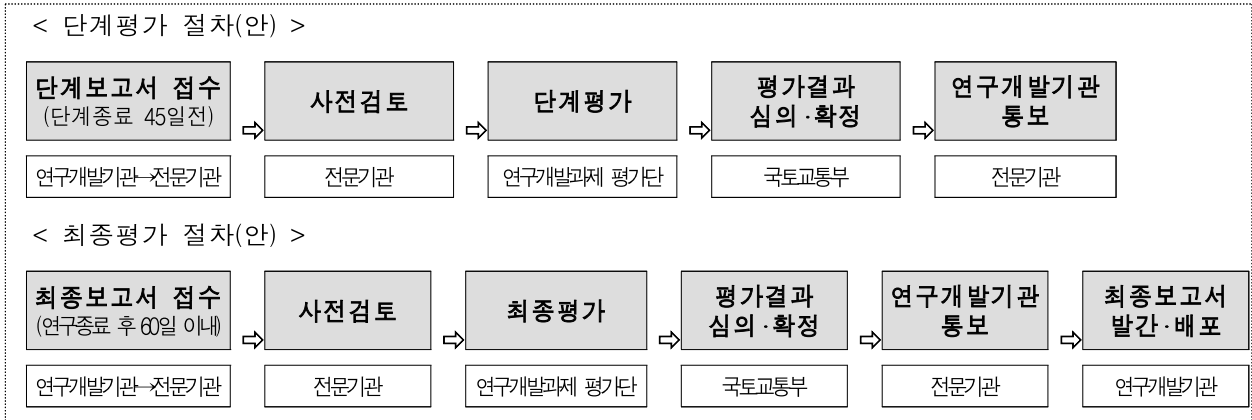 < 단계평가 절차(안) >
단계보고서 접수
(단계종료 45일전)
⇨
사전검토
⇨
단계평가
⇨
평가결과
심의·확정
⇨
연구개발기관
통보
연구개발기관→전문기관
전문기관
연구개발과제 평가단
국토교통부
전문기관
< 최종평가 절차(안) >
최종보고서 접수
(연구종료 후 60일 이내)
⇨
사전검토
⇨
최종평가
⇨
평가결과
심의·확정
⇨
연구개발기관
통보
⇨
최종보고서
발간·배포
연구개발기관→전문기관
전문기관
연구개발과제 평가단
국토교통부
전문기관
연구개발기관